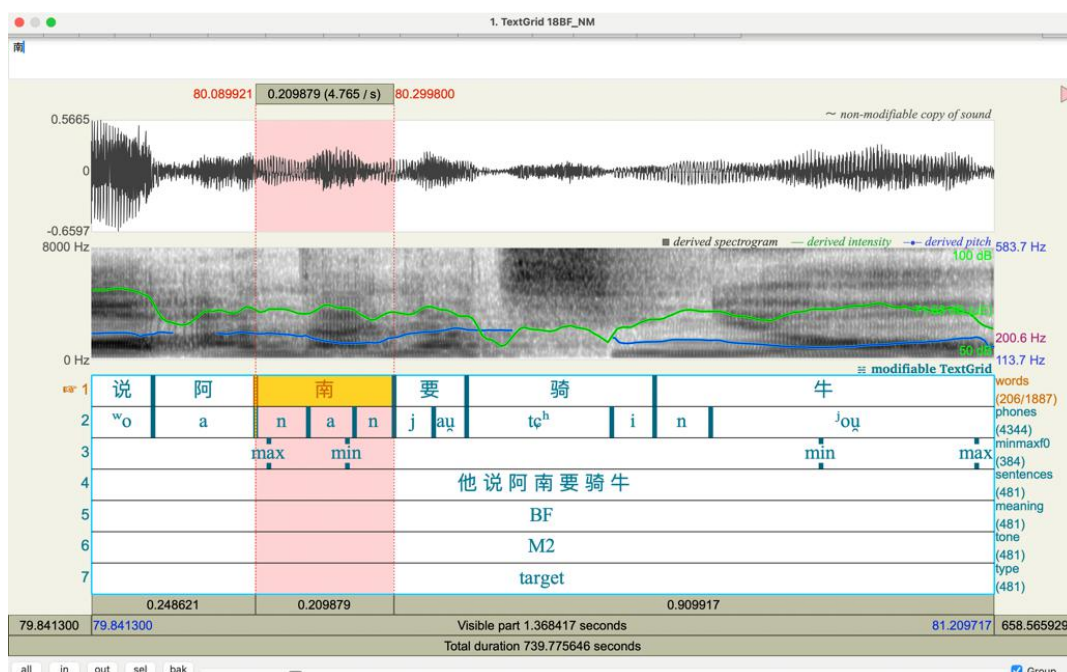 1. TextGrid 18BF_NM
南
80.089921 0.209879 (4.765 / s) 80.299800
0.5665 ~ non-modifiable copy of sound
0
-0.6597
8000 Hz derived spectrogram derived intensity derived pitch 583.7 Hz
100 dB
200.6 Hz
50 dB
0 Hz 113.7 Hz
modifiable TextGrid
1 说 阿 南 要 骑 牛 words (206/1887)
2 ʷo a n a n j au̯ tɕʰ i n ʲou̯ phones (4344)
3 max min min max minmaxf0 (384)
4 他说阿南要骑牛 sentences (481)
5 BF meaning (481)
6 M2 tone (481)
7 target type (481)
0.248621 0.209879 0.909917
79.841300 79.841300 Visible part 1.368417 seconds 81.209717 658.565929
Total duration 739.775646 seconds
all in out sel bak Group